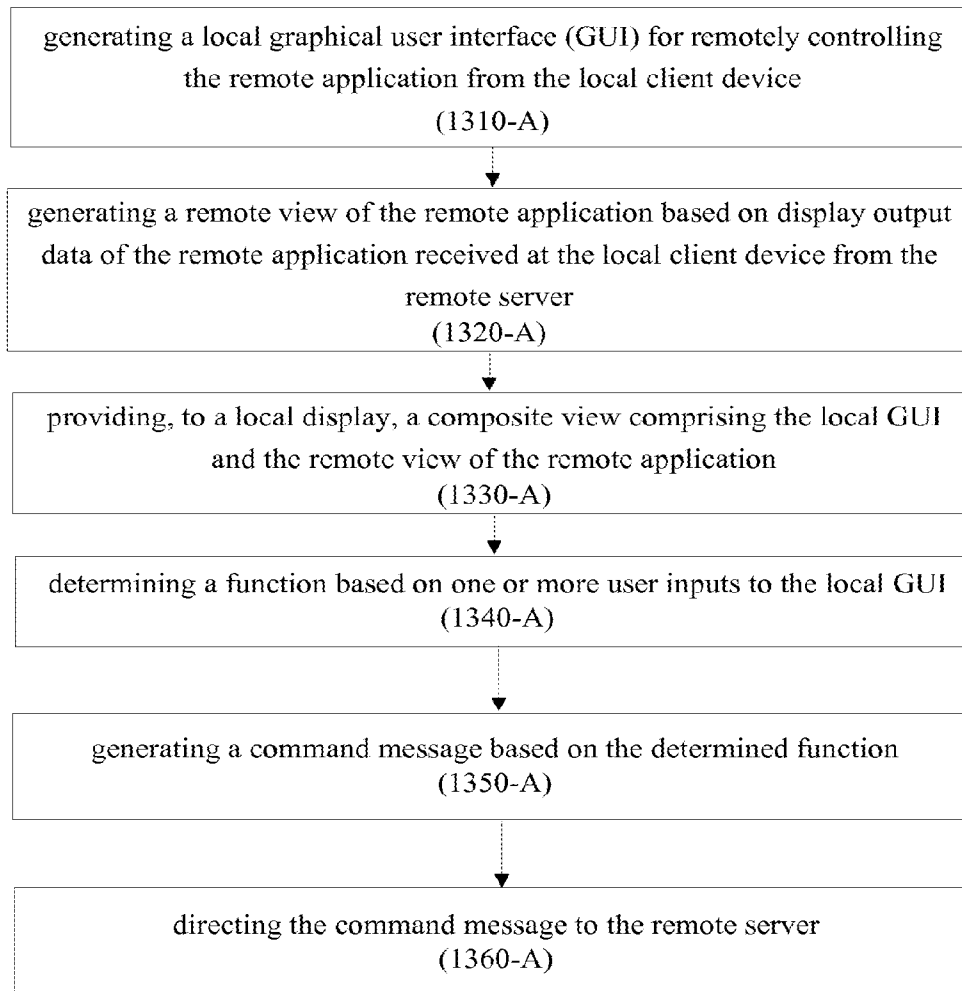 generating a local graphical user interface (GUI) for remotely controlling
the remote application from the local client device
(1310-A)
generating a remote view of the remote application based on display output
data of the remote application received at the local client device from the
remote server
(1320-A)
providing, to a local display, a composite view comprising the local GUI
and the remote view of the remote application
(1330-A)
determining a function based on one or more user inputs to the local GUI
(1340-A)
generating a command message based on the determined function
(1350-A)
directing the command message to the remote server
(1360-A)